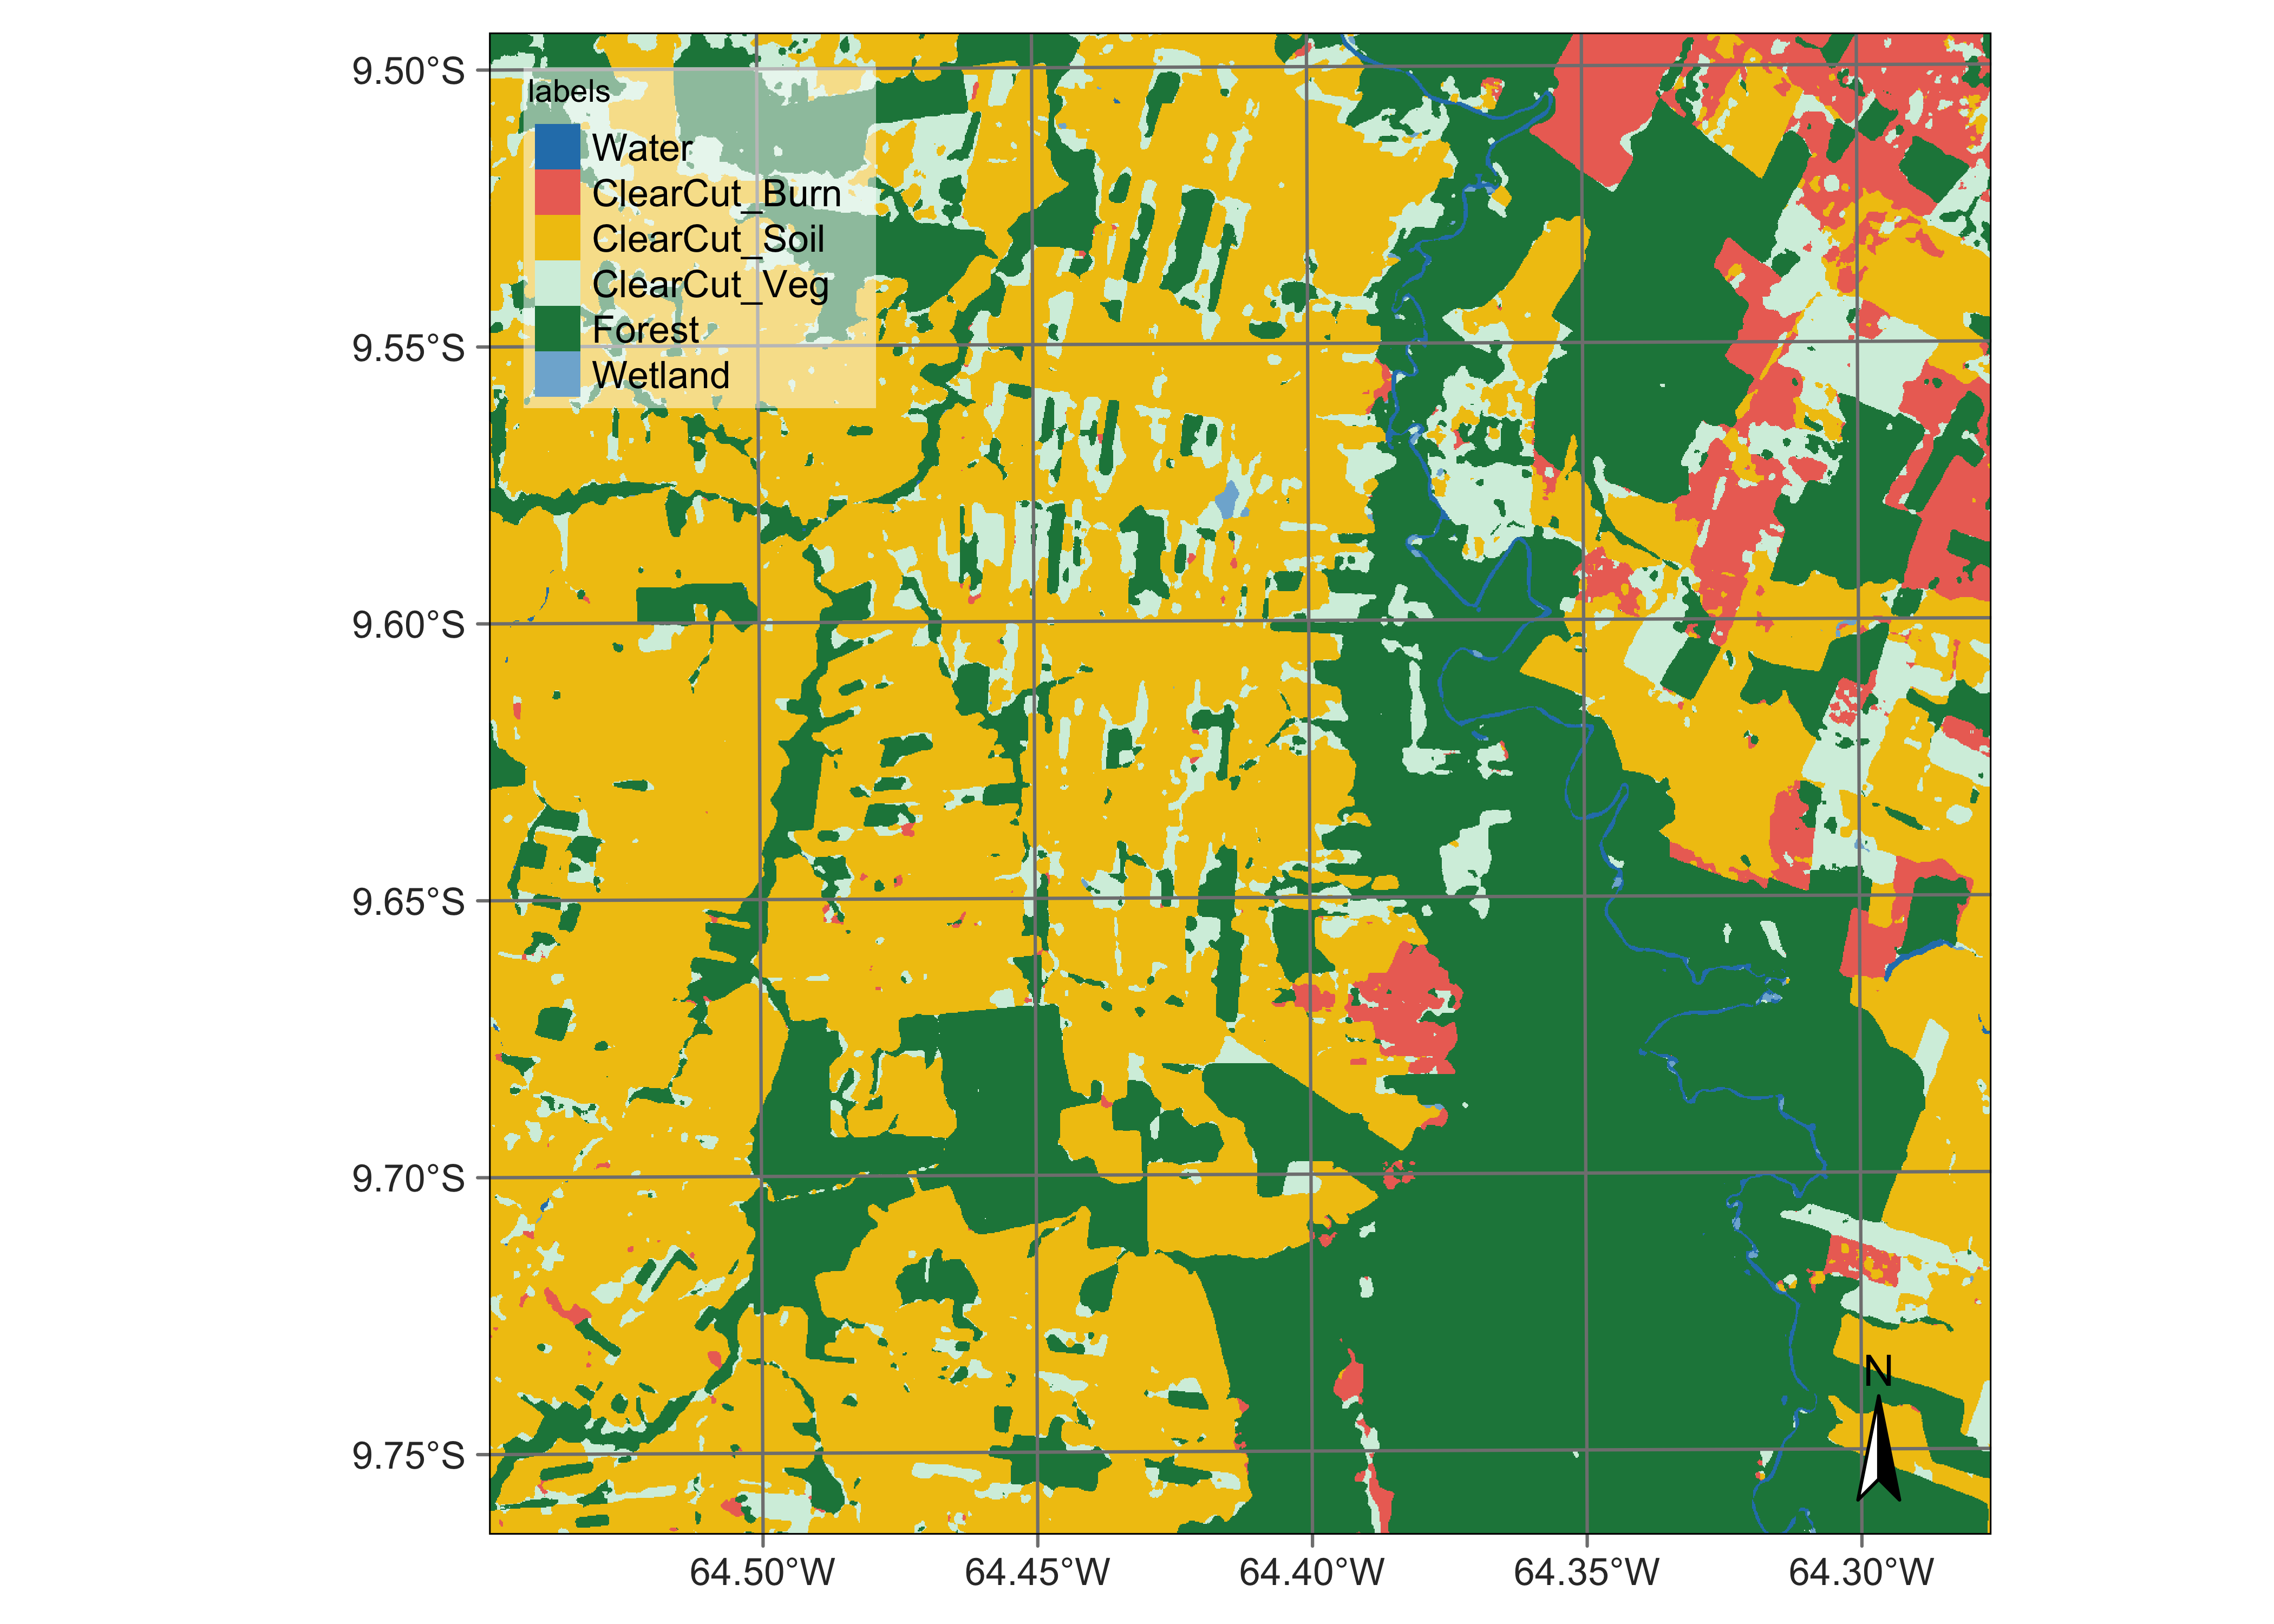 9.50°S
9.55°S
9.60°S
9.65°S
9.70°S
9.75°S
labels
Water
ClearCut_Burn
ClearCut_Soil
ClearCut_Veg
Forest
Wetland
N
64.50°W
64.45°W
64.40°W
64.35°W
64.30°W